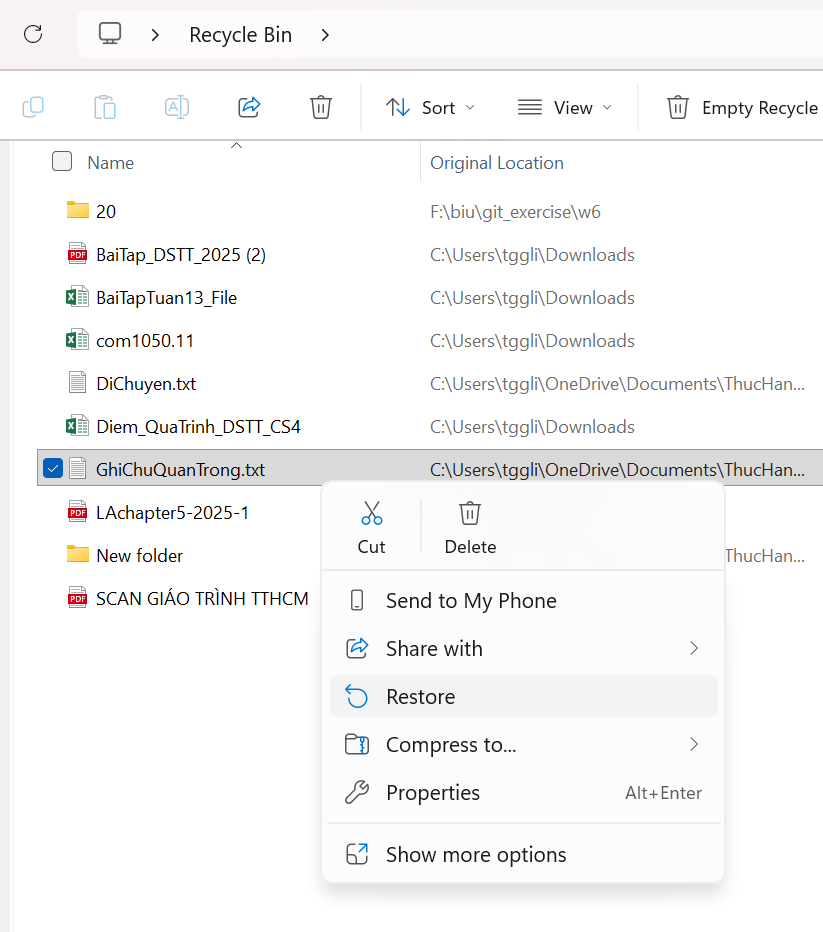 Recycle Bin
Sort
View
Empty Recycle
Name
Original Location
20
F:\biu\git_exercise\w6
BaiTap_DSTT_2025 (2)
C:\Users\tggli\Downloads
BaiTapTuan13_File
C:\Users\tggli\Downloads
com1050.11
C:\Users\tggli\Downloads
DiChuyen.txt
C:\Users\tggli\OneDrive\Documents\ThucHan...
Diem_QuaTrinh_DSTT_CS4
C:\Users\tggli\Downloads
GhiChuQuanTrong.txt
C:\Users\tggli\OneDrive\Documents\ThucHan...
LAchapter5-2025-1
New folder
ThucHan...
SCAN GIÁO TRÌNH TTHCM
Cut
Delete
Send to My Phone
Share with
Restore
Compress to...
Properties
Alt+Enter
Show more options